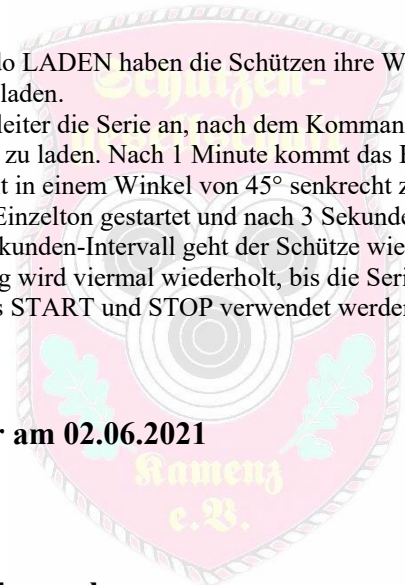 do LADEN haben die Schützen ihre W
laden.
leiter die Serie an, nach dem Komman
zu laden. Nach 1 Minute kommt das
t in einem Winkel von 45° senkrecht z
Einzelton gestartet und nach 3 Sekunde
kunden-Intervall geht der Schütze wie
g wird viermal wiederholt, bis die Seri
s START und STOP verwendet werden
r am 02.06.2021
Schützen-
gesellschaft
Kamenz
e.V.